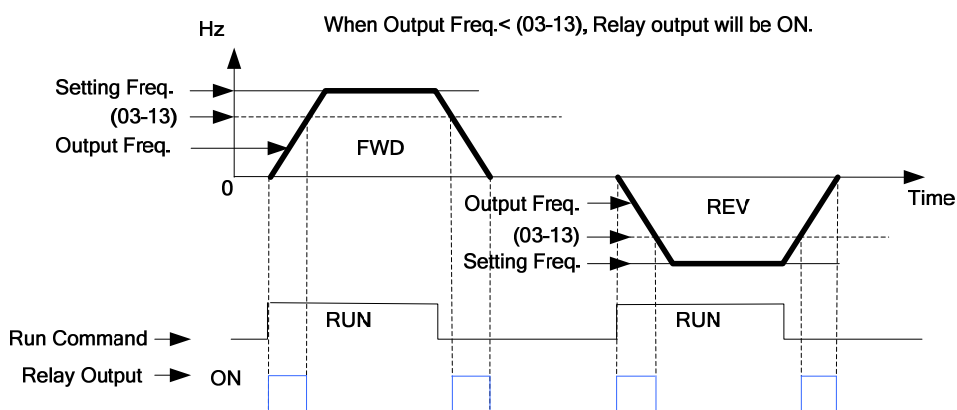 When Output Freq.< (03-13), Relay output will be ON.
Hz
Setting Freq.
(03-13)
Output Freq.
FWD
0
Time
Output Freq.
REV
(03-13)
Setting Freq.
RUN
RUN
Run Command
Relay Output
ON